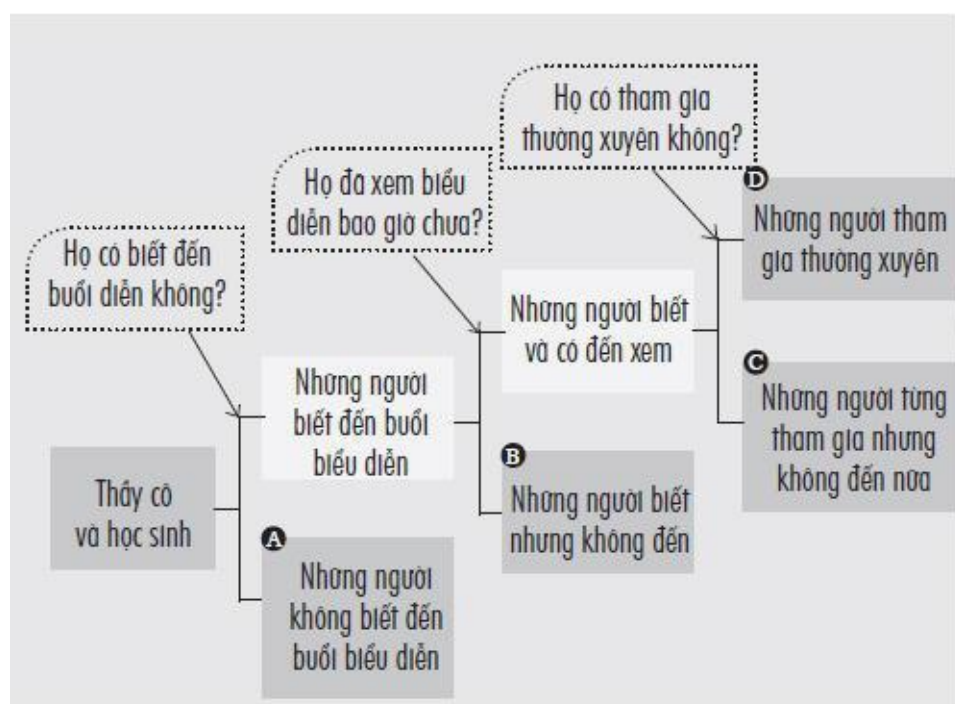 Họ có tham gia
thường xuyên không?
Họ đã xem biểu
diễn bao giờ chưa?
Họ có biết đến
buổi diễn không?
D
Những người tham
gia thường xuyên
Những người biết
và có đến xem
C
Những người từng
tham gia nhưng
không đến nữa
Những người
biết đến buổi
biểu diễn
B
Những người biết
nhưng không đến
Thầy cô
và học sinh
A
Những người
không biết đến
buổi biểu diễn